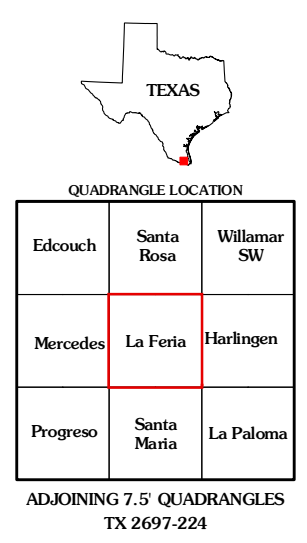 TEXAS
QUADRANGLE LOCATION
Edcouch
Santa
Rosa
Willamar
SW
Mercedes
La Feria
Harlingen
Progreso
Santa
Maria
La Paloma
ADJOINING 7.5' QUADRANGLES
TX 2697-224